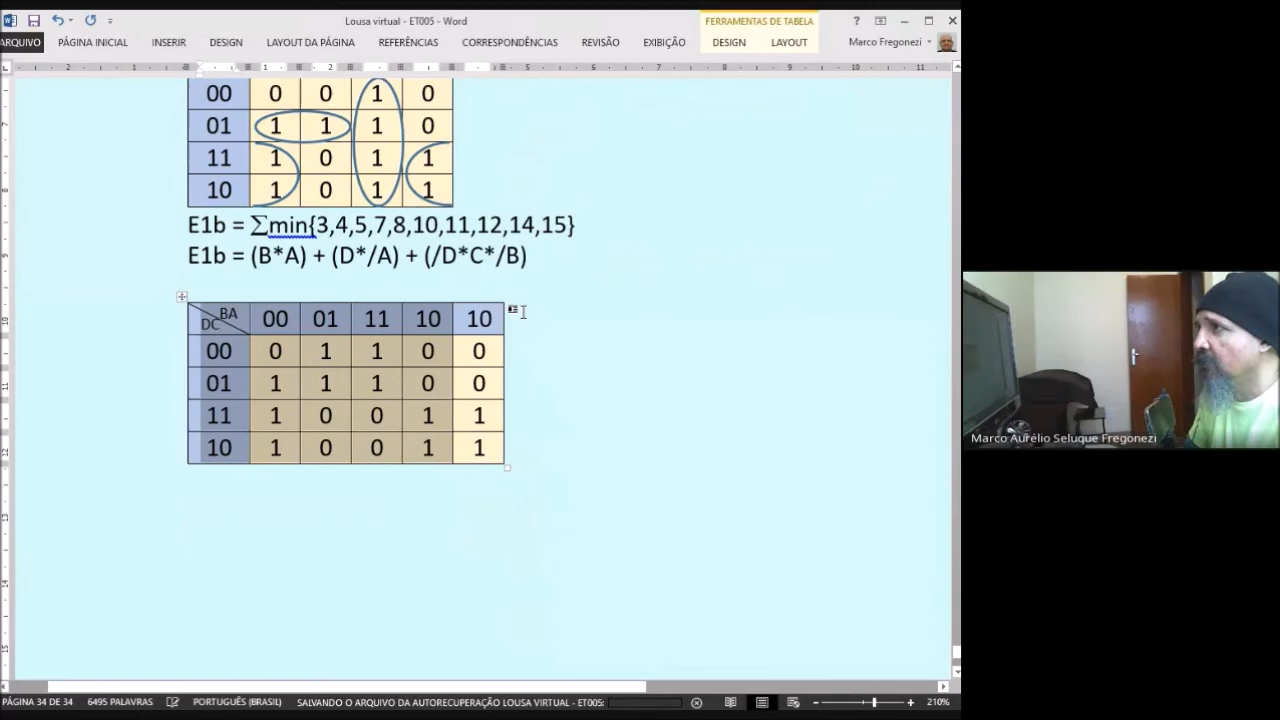 Lousa virtual - ET005 - Word
FERRAMENTAS DE TABELA
ARQUIVO PÁGINA INICIAL INSERIR DESIGN LAYOUT DA PÁGINA REFERÊNCIAS CORRESPONDÊNCIAS REVISÃO EXIBIÇÃO DESIGN LAYOUT Marco Fregonezi
00 0 0 1 0
01 1 1 1 0
11 1 0 1 1
10 1 0 1 1
E1b = ∑min{3,4,5,7,8,10,11,12,14,15}
E1b = (B*A) + (D*/A) + (/D*C*/B)
BA
DC 00 01 11 10 10
00 0 1 1 0 0
01 1 1 1 0 0
11 1 0 0 1 1
10 1 0 0 1 1
Marco Aurélio Seluque Fregonezi
PÁGINA 34 DE 34 6495 PALAVRAS PORTUGUÊS (BRASIL) SALVANDO O ARQUIVO DA AUTORECUPERAÇÃO LOUSA VIRTUAL - ET005: 210%